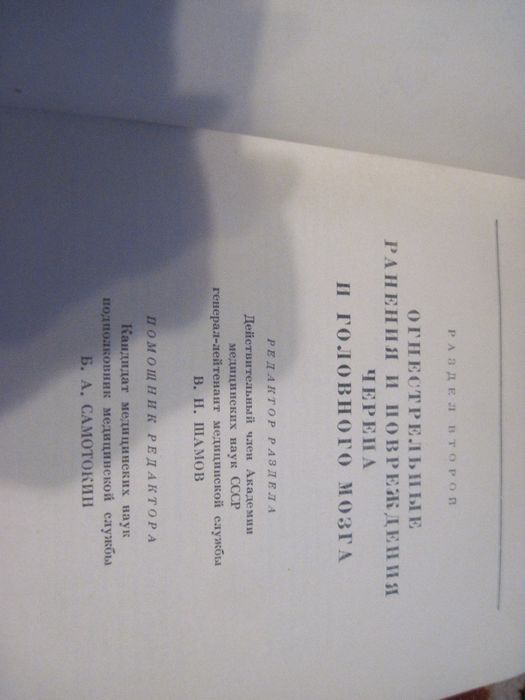 РАЗДЕЛ ВТОРОЙ
ОГНЕСТРЕЛЬНЫЕ
РАНЕНИЯ И ПОВРЕЖДЕНИЯ
ЧЕРЕПА
И ГОЛОВНОГО МОЗГА
РЕДАКТОР РАЗДЕЛА
Действительный член Академии
медицинских наук СССР
генерал-лейтенант медицинской службы
В. Н. ШАМОВ
ПОМОЩНИК РЕДАКТОРА
Кандидат медицинских наук
подполковник медицинской службы
Б. А. САМОТОКИН